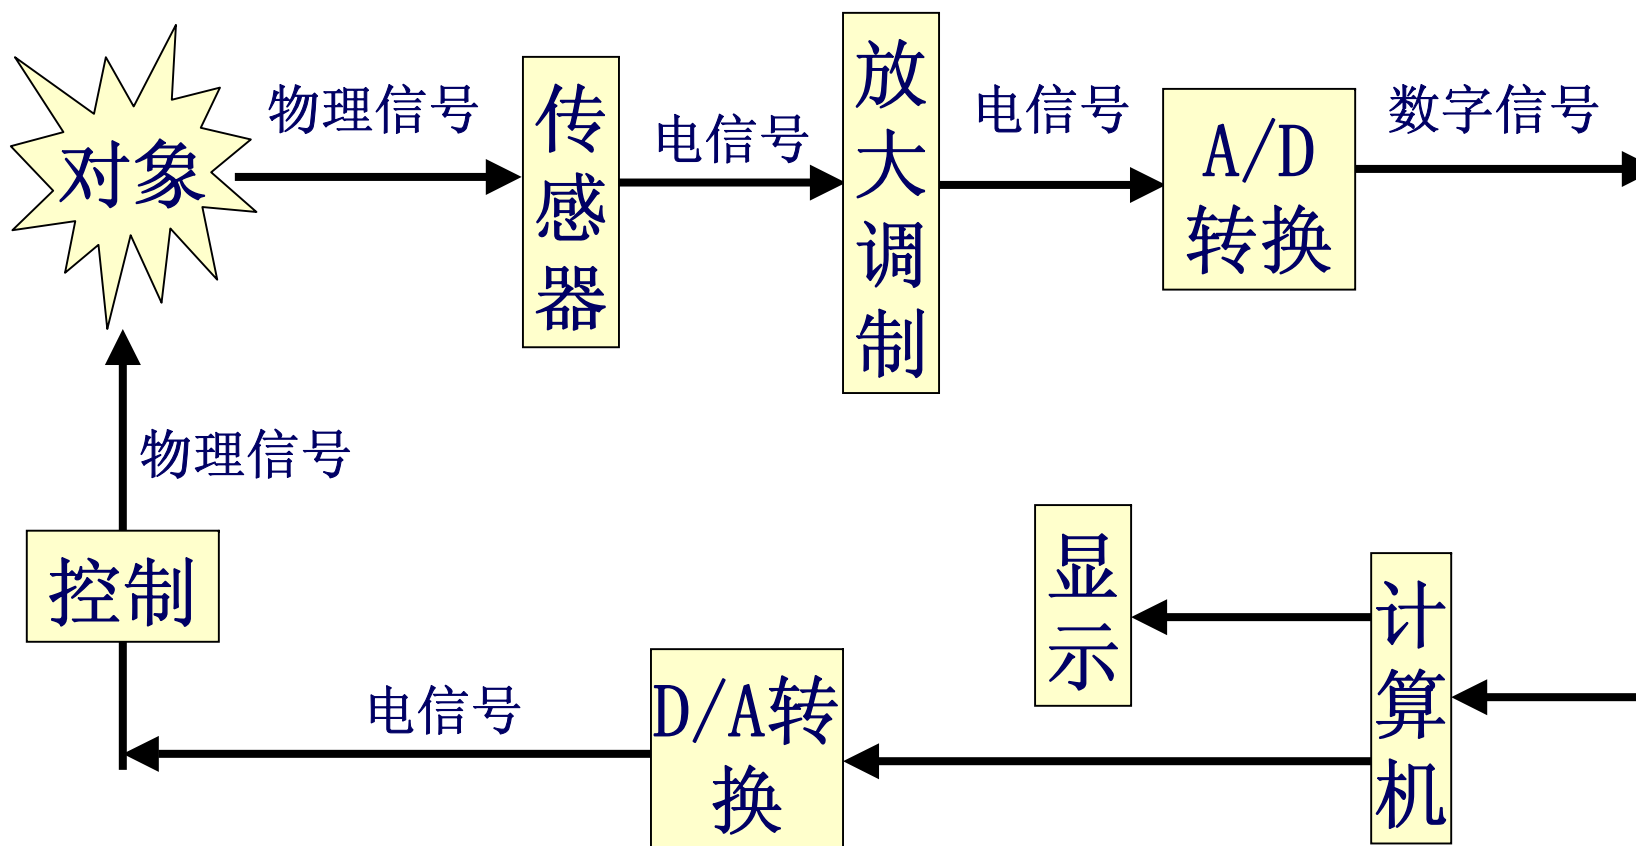 对象
物理信号
传感器
电信号
放大调制
电信号
A/D
转换
数字信号
物理信号
控制
电信号
D/A转
换
显示
计算机